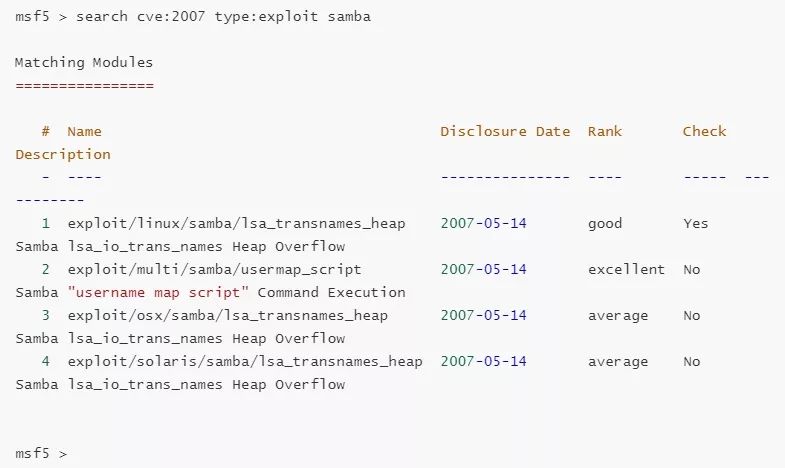 msf5 > search cve:2007 type:exploit samba
Matching Modules
================
# Name Disclosure Date Rank Check
Description
- ---- --------------- ---- ----- ---
--------
1 exploit/linux/samba/lsa_transnames_heap 2007-05-14 good Yes
Samba lsa_io_trans_names Heap Overflow
2 exploit/multi/samba/usermap_script 2007-05-14 excellent No
Samba "username map script" Command Execution
3 exploit/osx/samba/lsa_transnames_heap 2007-05-14 average No
Samba lsa_io_trans_names Heap Overflow
4 exploit/solaris/samba/lsa_transnames_heap 2007-05-14 average No
Samba lsa_io_trans_names Heap Overflow
msf5 >